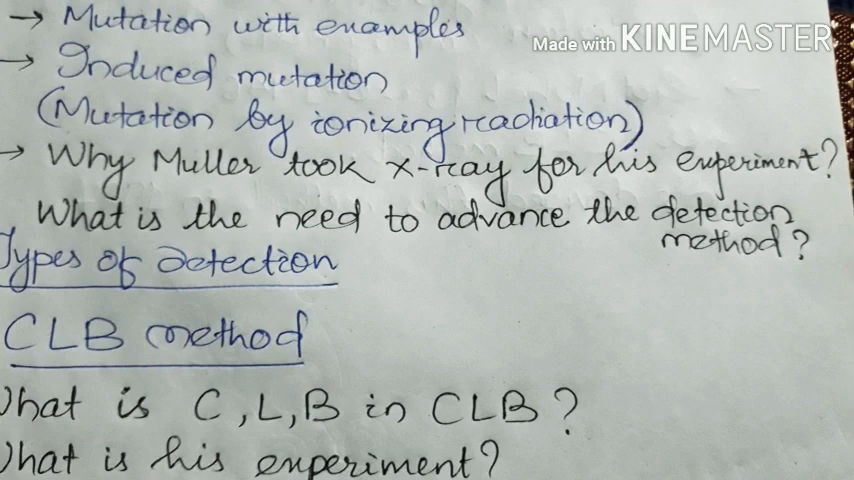 → Mutation with examples
Made with KINEMASTER
→ Induced mutation
(Mutation by ionizing radiation)
→ Why Muller took x-ray for his experiment?
What is the need to advance the detection
method?
Types of Detection
CLB method
What is C, L, B in CLB?
What is his experiment?